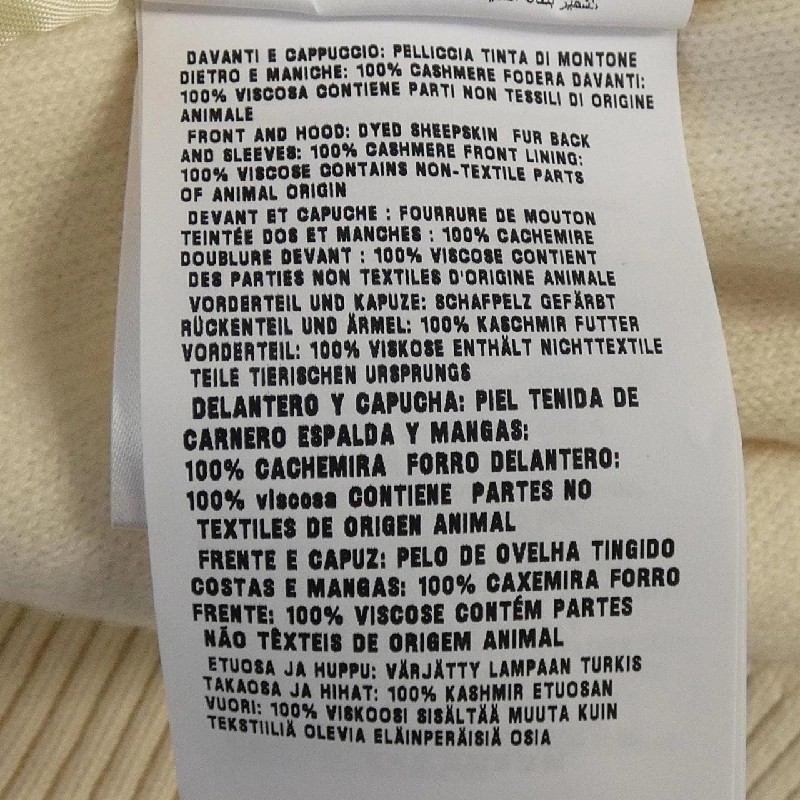 DAVANTI E CAPPUCCIO: PELLICCIA TINTA DI MONTONE
DIETRO E MANICHE: 100% CASHMERE FODERA DAVANTI:
100% VISCOSA CONTIENE PARTI NON TESSILI DI ORIGINE
ANIMALE
FRONT AND HOOD: DYED SHEEPSKIN FUR BACK
AND SLEEVES: 100% CASHMERE FRONT LINING:
100% VISCOSE CONTAINS NON-TEXTILE PARTS
OF ANIMAL ORIGIN
DEVANT ET CAPUCHE : FOURRURE DE MOUTON
TEINTÉE DOS ET MANCHES : 100% CACHEMIRE
DOUBLURE DEVANT : 100% VISCOSE CONTIENT
DES PARTIES NON TEXTILES D'ORIGINE ANIMALE
VORDERTEIL UND KAPUZE: SCHAFPELZ GEFÄRBT
RÜCKENTEIL UND ÄRMEL: 100% KASCHMIR FUTTER
VORDERTEIL: 100% VISKOSE ENTHÄLT NICHTTEXTILE
TEILE TIERISCHEN URSPRUNGS
DELANTERO Y CAPUCHA: PIEL TENIDA DE
CARNERO ESPALDA Y MANGAS:
100% CACHEMIRA FORRO DELANTERO:
100% viscosa CONTIENE PARTES NO
TEXTILES DE ORIGEN ANIMAL
FRENTE E CAPUZ: PELO DE OVELHA TINGIDO
COSTAS E MANGAS: 100% CAXEMIRA FORRO
FRENTE: 100% VISCOSE CONTÉM PARTES
NÃO TÊXTEIS DE ORIGEM ANIMAL
ETUOSA JA HUPPU: VÄRJÄTTY LAMPAAN TURKIS
TAKAOSA JA HIHAT: 100% KASHMIR ETUOSAN
VUORI: 100% VISKOOSI SISÄLTÄÄ MUUTA KUIN
TEKSTIILIÄ OLEVIA ELÄINPERÄISIÄ OSIA